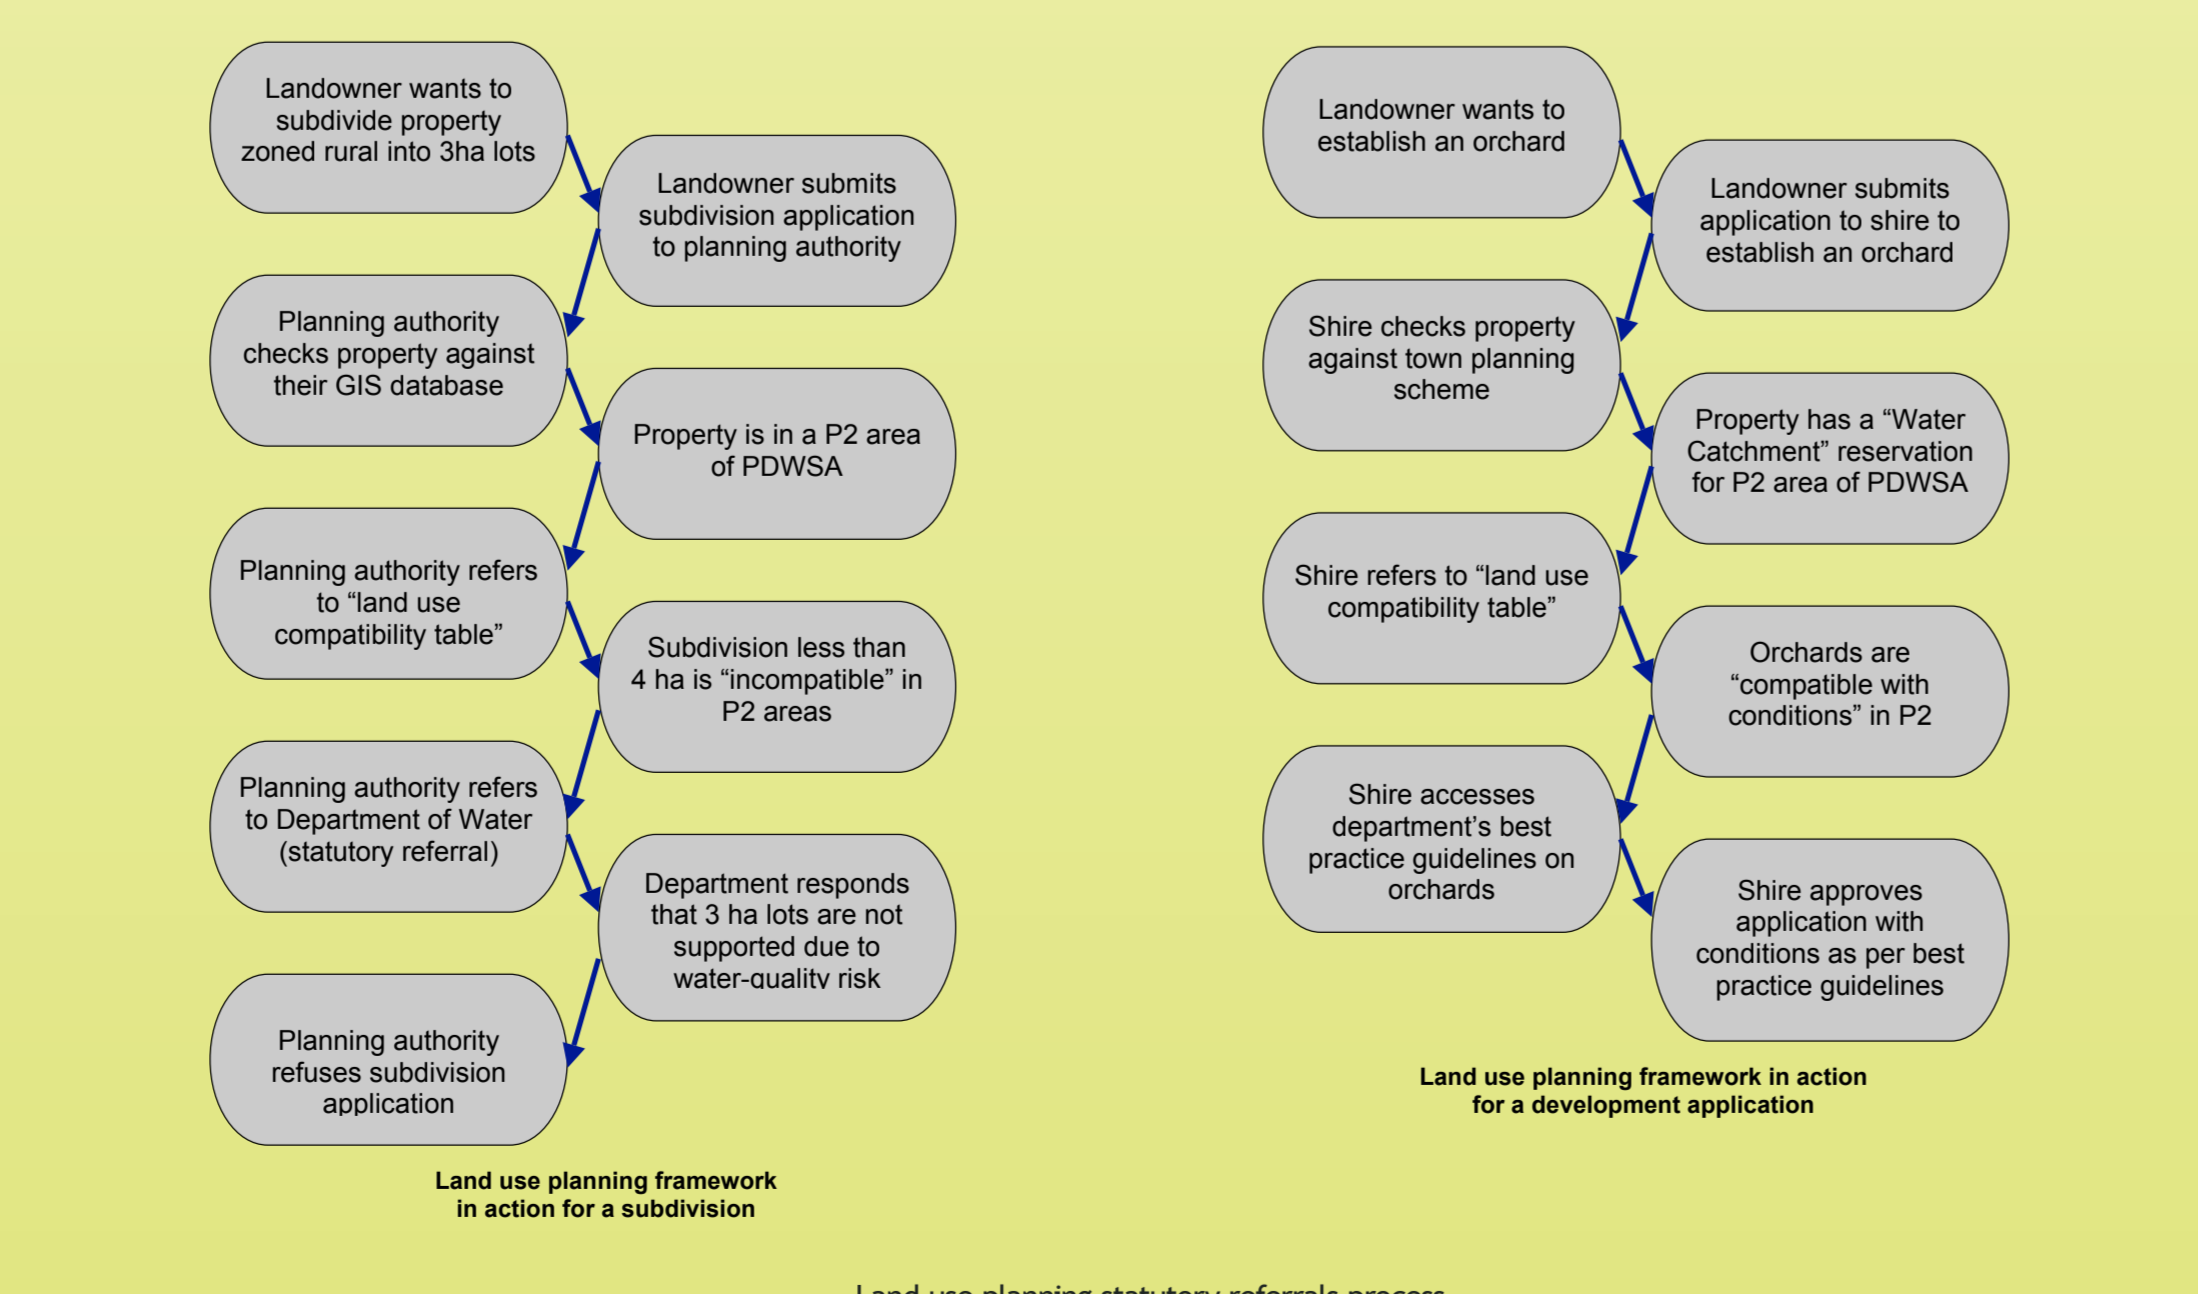 Landowner wants to
subdivide property
zoned rural into 3ha lots
Landowner submits
subdivision application
to planning authority
Planning authority
checks property against
their GIS database
Property is in a P2 area
of PDWSA
Planning authority refers
to “land use
compatibility table”
Subdivision less than
4 ha is “incompatible” in
P2 areas
Planning authority refers
to Department of Water
(statutory referral)
Department responds
that 3 ha lots are not
supported due to
water-quality risk
Planning authority
refuses subdivision
application
Land use planning framework
in action for a subdivision
Landowner wants to
establish an orchard
Landowner submits
application to shire to
establish an orchard
Shire checks property
against town planning
scheme
Property has a “Water
Catchment” reservation
for P2 area of PDWSA
Shire refers to “land use
compatibility table”
Orchards are
“compatible with
conditions” in P2
Shire accesses
department’s best
practice guidelines on
orchards
Shire approves
application with
conditions as per best
practice guidelines
Land use planning framework in action
for a development application
Land use planning statutory referrals process